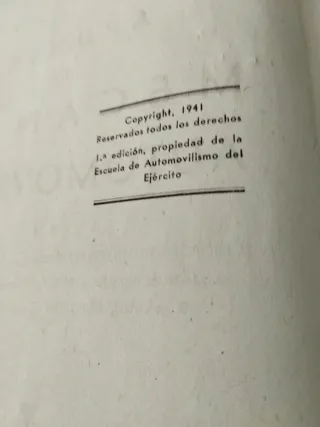 Copyright, 1941
Reservados todos los derechos
1.ª edición, propiedad de la
Escuela de Automovilismo del
Ejército